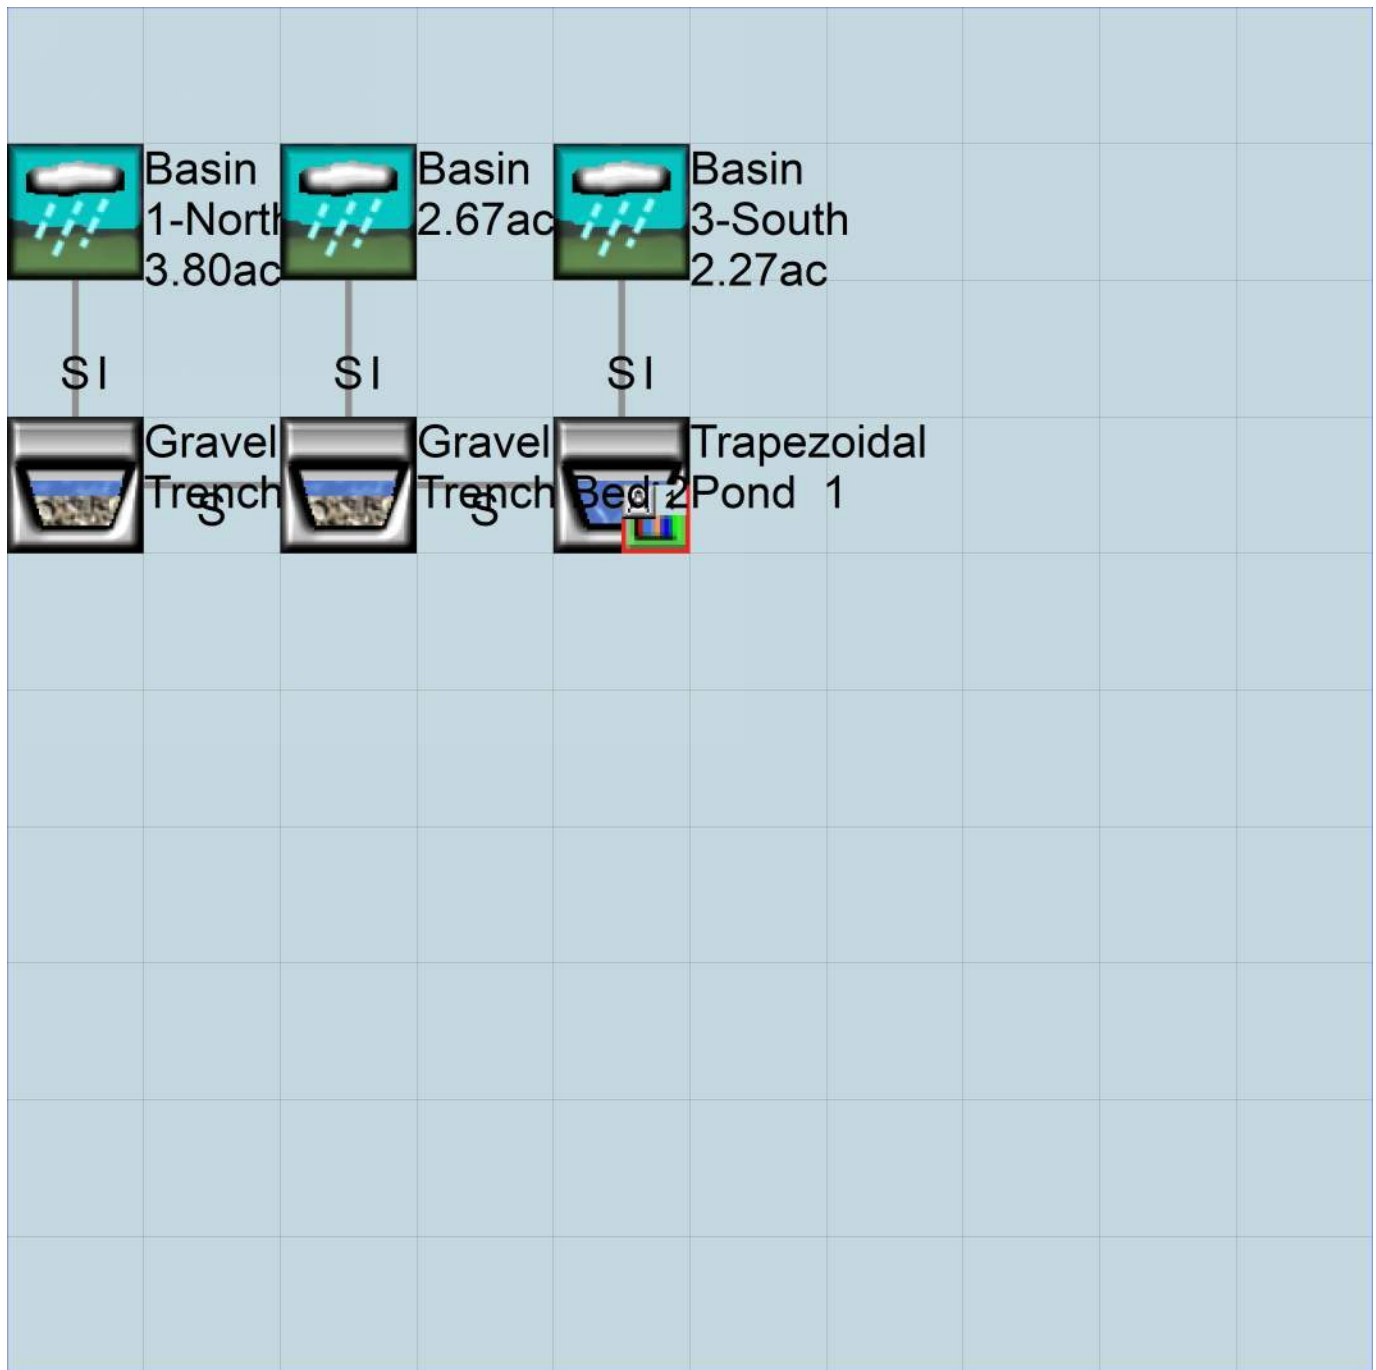 Basin
1-North
3.80ac
Basin
2.67ac
Basin
3-South
2.27ac
SI
SI
SI
Gravel
Trench
S
Gravel
Trench Bed 2
S
Trapezoidal
Pond 1
A 1